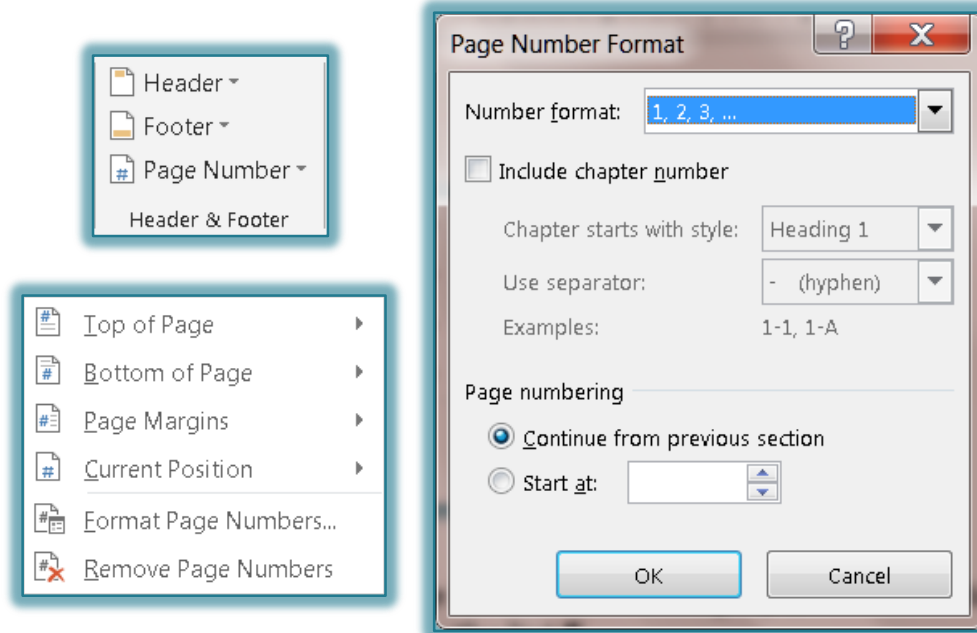 Header
Footer
Page Number
Header & Footer
Top of Page
Bottom of Page
Page Margins
Current Position
Format Page Numbers...
Remove Page Numbers
Page Number Format
Number format: 1, 2, 3, ...
Include chapter number
Chapter starts with style: Heading 1
Use separator: - (hyphen)
Examples: 1-1, 1-A
Page numbering
Continue from previous section
Start at:
OK Cancel